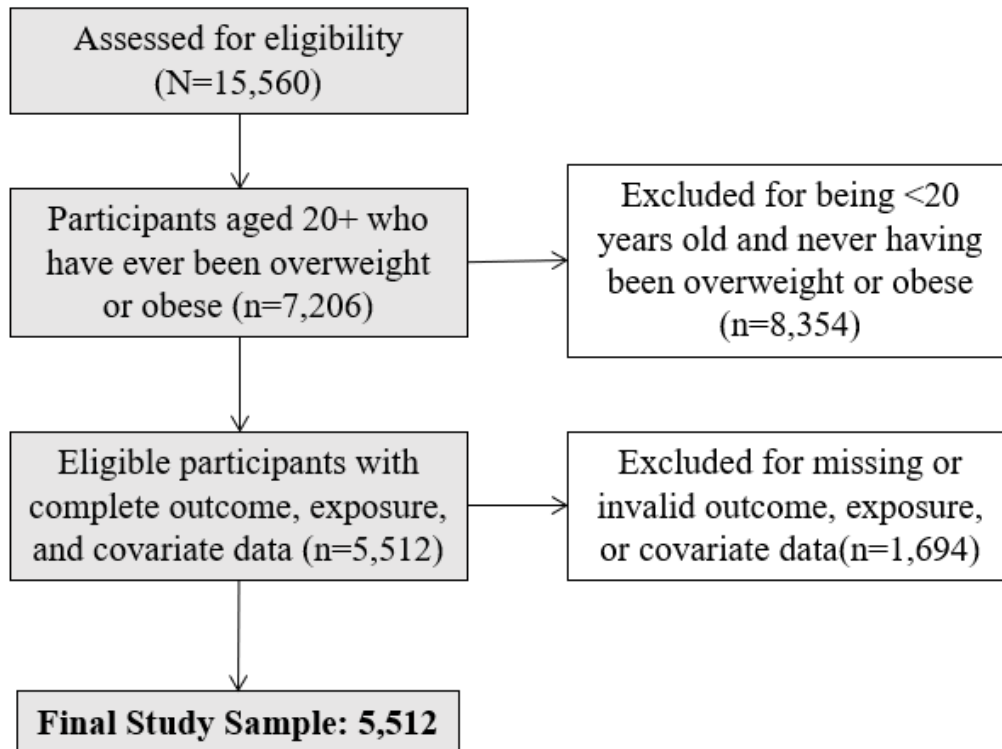 Assessed for eligibility
(N=15,560)
Participants aged 20+ who
have ever been overweight
or obese (n=7,206)
Excluded for being <20
years old and never having
been overweight or obese
(n=8,354)
Eligible participants with
complete outcome, exposure,
and covariate data (n=5,512)
Excluded for missing or
invalid outcome, exposure,
or covariate data(n=1,694)
Final Study Sample: 5,512